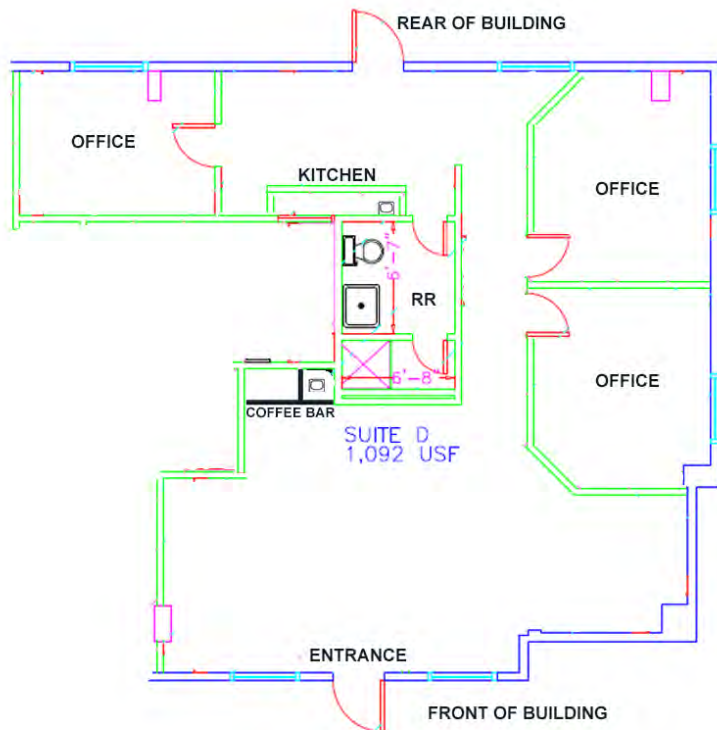 REAR OF BUILDING
OFFICE
KITCHEN
OFFICE
6'-7"
RR
6'-8"
OFFICE
COFFEE BAR
SUITE D
1,092 USF
ENTRANCE
FRONT OF BUILDING